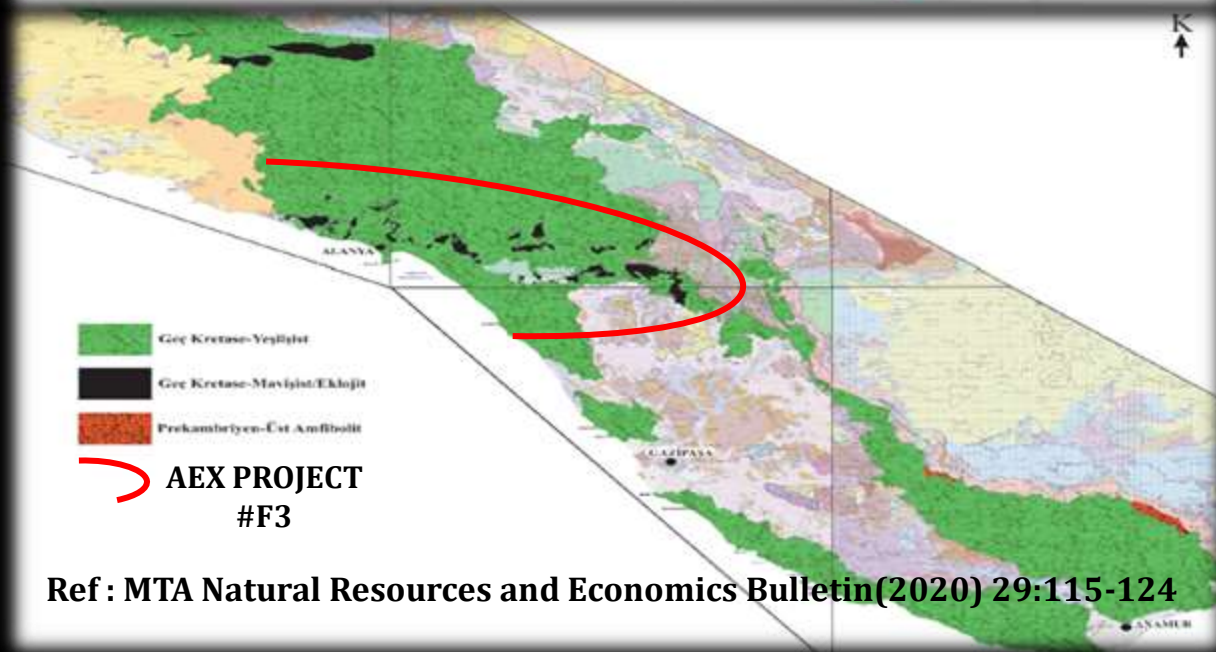 K
ALANYA
Geç Kretase-Yeşilşist
Geç Kretase-Mavişist/Eklojit
Prekambriyen-Üst Amfibolit
GAZİPAŞA
AEX PROJECT
#F3
Ref : MTA Natural Resources and Economics Bulletin(2020) 29:115-124
ANAMUR